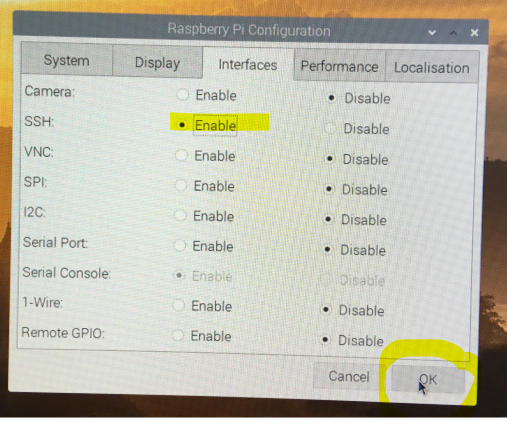 Raspberry Pi Configuration
System Display Interfaces Performance Localisation
Camera: Enable Disable
SSH: Enable Disable
VNC: Enable Disable
SPI: Enable Disable
I2C: Enable Disable
Serial Port: Enable Disable
Serial Console: Enable Disable
1-Wire: Enable Disable
Remote GPIO: Enable Disable
Cancel OK